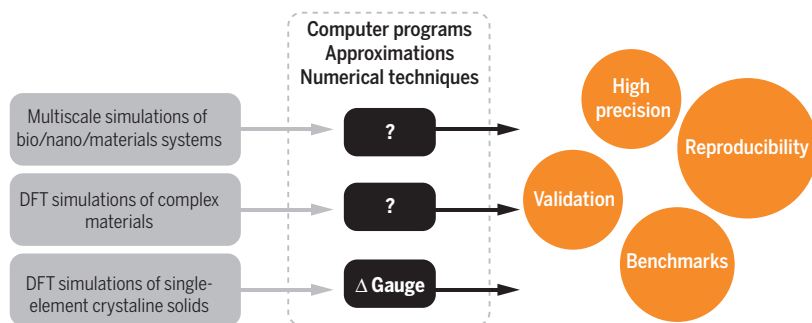 Computer programs
Approximations
Numerical techniques
Multiscale simulations of
bio/nano/materials systems
?
DFT simulations of complex
materials
?
DFT simulations of single-
element crystaline solids
Δ Gauge
High
precision
Reproducibility
Validation
Benchmarks